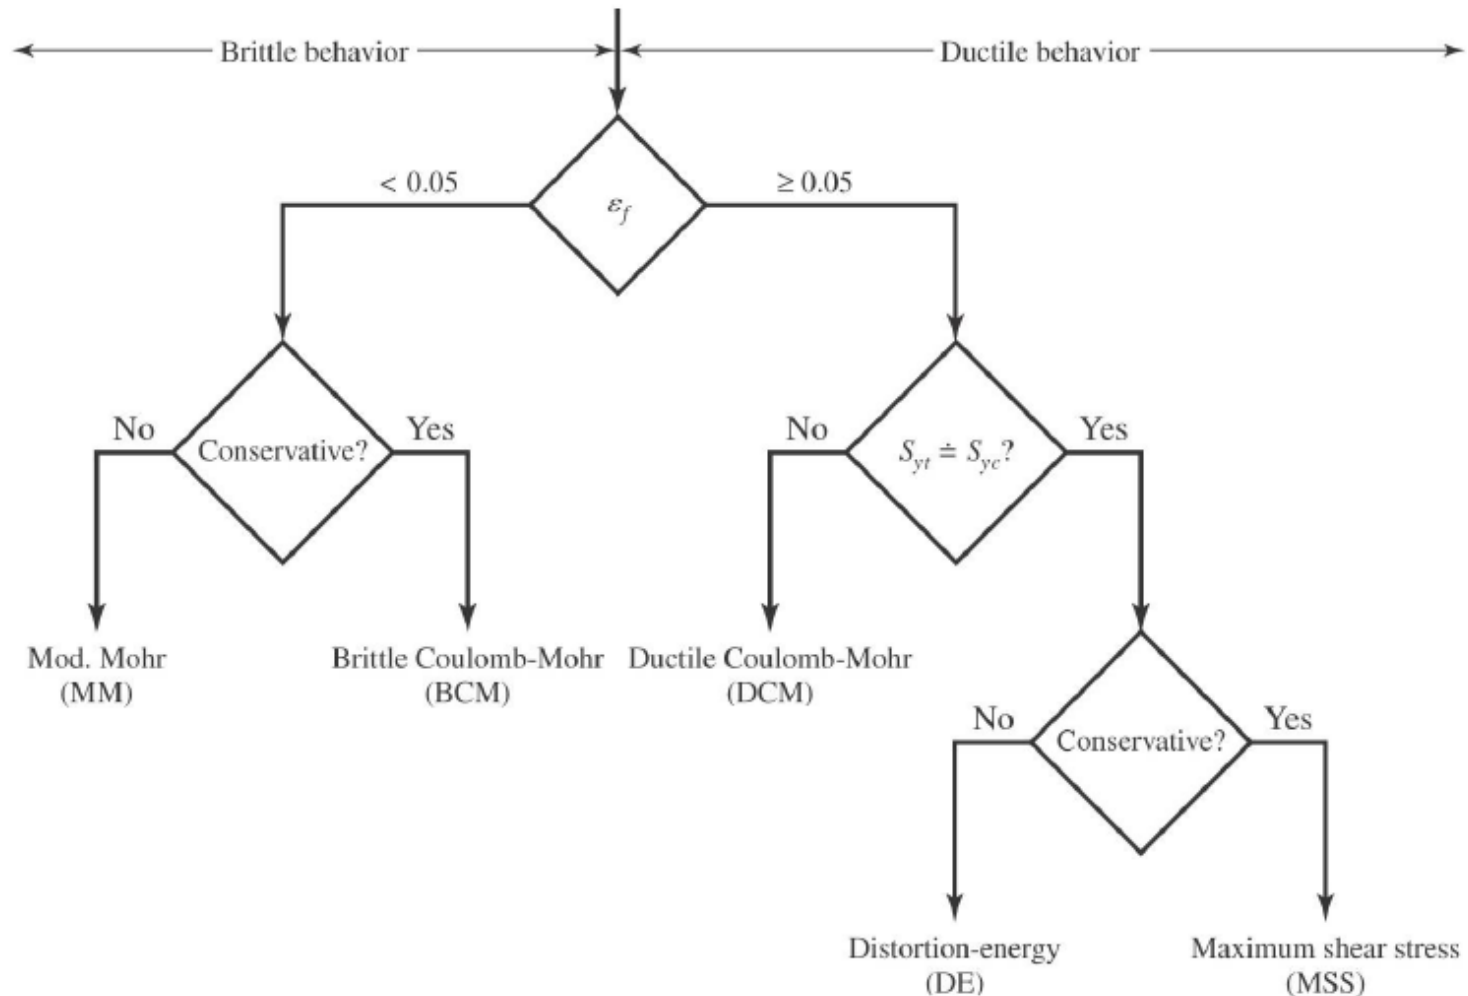 Brittle behavior
Ductile behavior
< 0.05
≥ 0.05
ε_f
No
Conservative?
Yes
No
S_yt ≐ S_yc?
Yes
Mod. Mohr
(MM)
Brittle Coulomb-Mohr
(BCM)
Ductile Coulomb-Mohr
(DCM)
No
Conservative?
Yes
Distortion-energy
(DE)
Maximum shear stress
(MSS)